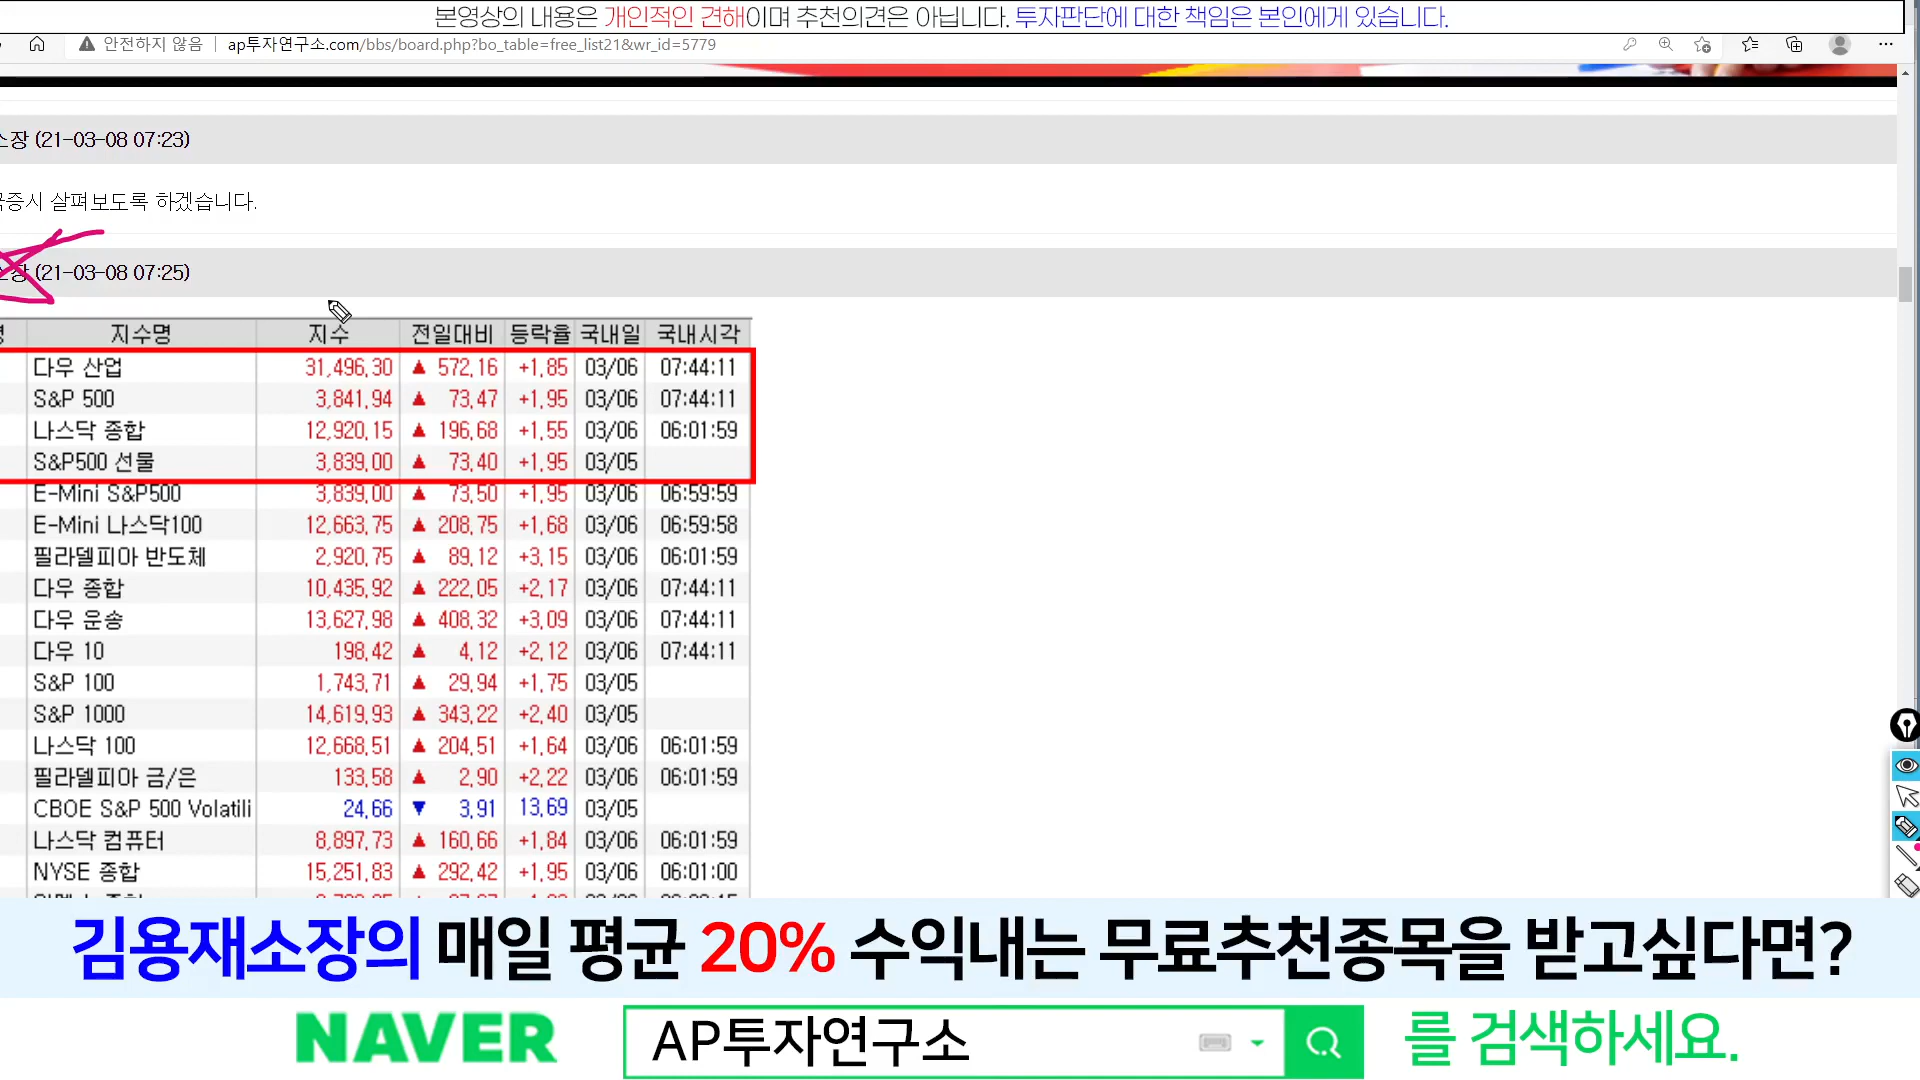 본영상의 내용은 개인적인 견해이며 추천의견은 아닙니다. 투자판단에 대한 책임은 본인에게 있습니다.
안전하지 않음 ap투자연구소.com/bbs/board.php?bo_table=free_list21&wr_id=5779
소장 (21-03-08 07:23)
국증시 살펴보도록 하겠습니다.
소장 (21-03-08 07:25)
명 지수명 지수 전일대비 등락율 국내일 국내시각
다우 산업 31,496,30 ▲ 572,16 +1,85 03/06 07:44:11
S&P 500 3,841,94 ▲ 73,47 +1,95 03/06 07:44:11
나스닥 종합 12,920,15 ▲ 196,68 +1,55 03/06 06:01:59
S&P500 선물 3,839,00 ▲ 73,40 +1,95 03/05
E-Mini S&P500 3,839,00 ▲ 73,50 +1,95 03/06 06:59:59
E-Mini 나스닥100 12,663,75 ▲ 208,75 +1,68 03/06 06:59:58
필라델피아 반도체 2,920,75 ▲ 89,12 +3,15 03/06 06:01:59
다우 종합 10,435,92 ▲ 222,05 +2,17 03/06 07:44:11
다우 운송 13,627,98 ▲ 408,32 +3,09 03/06 07:44:11
다우 10 198,42 ▲ 4,12 +2,12 03/06 07:44:11
S&P 100 1,743,71 ▲ 29,94 +1,75 03/05
S&P 1000 14,619,93 ▲ 343,22 +2,40 03/05
나스닥 100 12,668,51 ▲ 204,51 +1,64 03/06 06:01:59
필라델피아 금/은 133,58 ▲ 2,90 +2,22 03/06 06:01:59
CBOE S&P 500 Volatili 24,66 ▼ 3,91 13,69 03/05
나스닥 컴퓨터 8,897,73 ▲ 160,66 +1,84 03/06 06:01:59
NYSE 종합 15,251,83 ▲ 292,42 +1,95 03/06 06:01:00
김용재소장의 매일 평균 20% 수익내는 무료추천종목을 받고싶다면?
NAVER AP투자연구소 를 검색하세요.